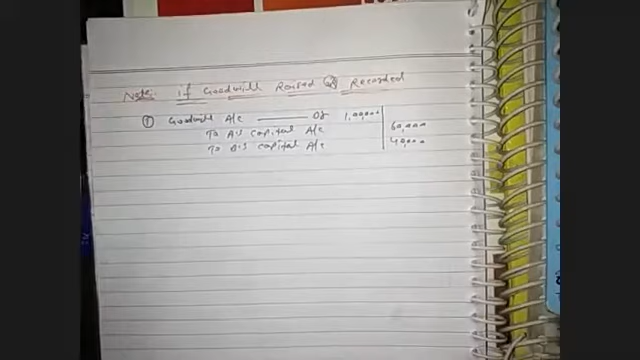 Note: if Goodwill Raised or Recorded
① Goodwill A/c —— Dr 1,00,000
To A's capital A/c 60,000
To B's capital A/c 40,000